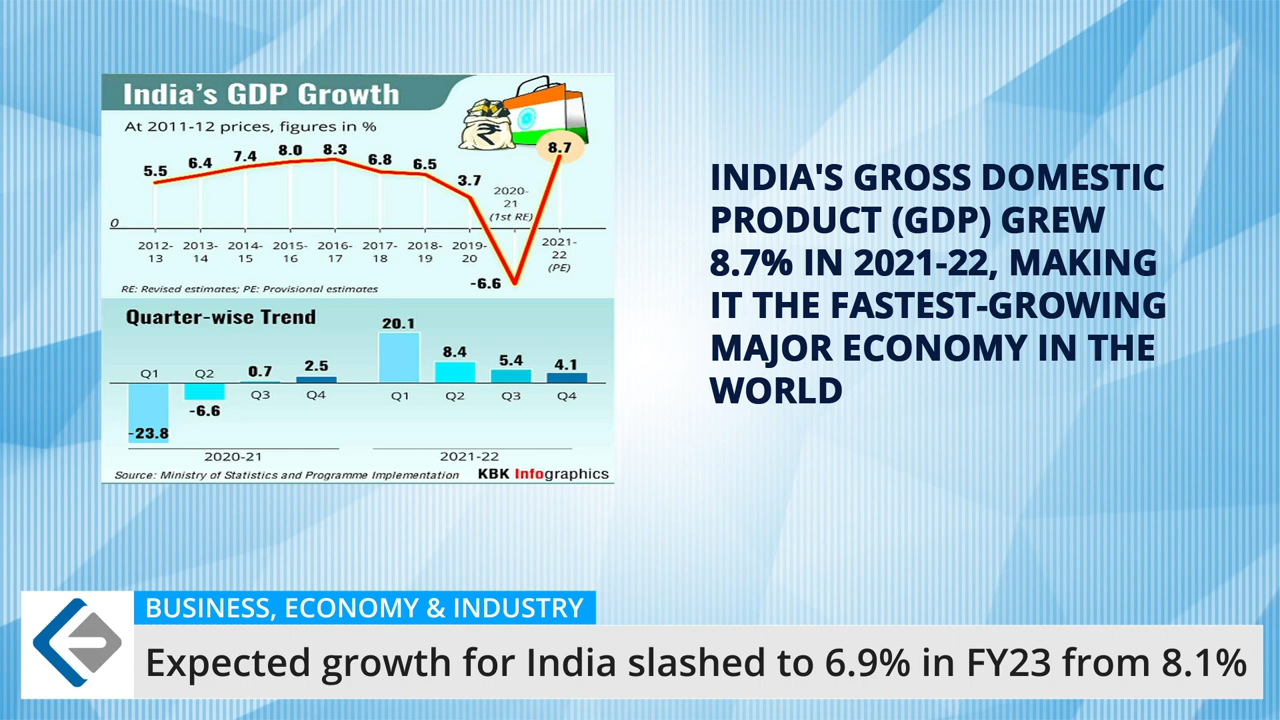 India's GDP Growth
At 2011-12 prices, figures in %
5.5 6.4 7.4 8.0 8.3 6.8 6.5 3.7 -6.6 8.7
0
2012-13 2013-14 2014-15 2015-16 2016-17 2017-18 2018-19 2019-20 2020-21 (1st RE) 2021-22 (PE)
RE: Revised estimates; PE: Provisional estimates
Quarter-wise Trend
-23.8 -6.6 0.7 2.5 20.1 8.4 5.4 4.1
Q1 Q2 Q3 Q4 Q1 Q2 Q3 Q4
2020-21 2021-22
Source: Ministry of Statistics and Programme Implementation KBK Infographics
INDIA'S GROSS DOMESTIC
PRODUCT (GDP) GREW
8.7% IN 2021-22, MAKING
IT THE FASTEST-GROWING
MAJOR ECONOMY IN THE
WORLD
BUSINESS, ECONOMY & INDUSTRY
Expected growth for India slashed to 6.9% in FY23 from 8.1%